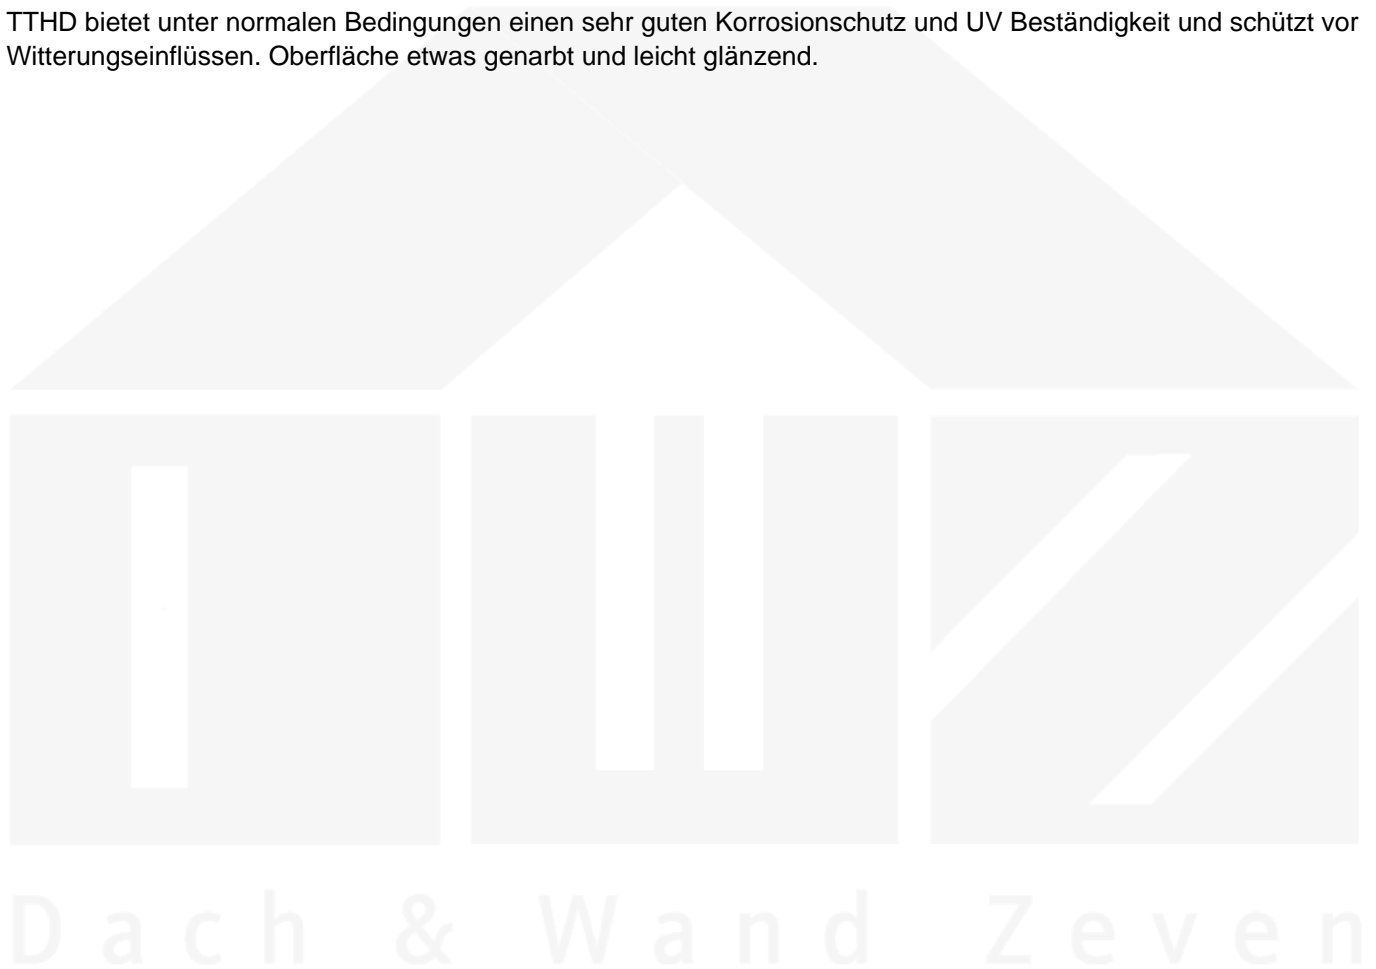 TTHD bietet unter normalen Bedingungen einen sehr guten Korrosionschutz und UV Beständigkeit und schützt vor
Witterungseinflüssen. Oberfläche etwas genarbt und leicht glänzend.
Dach & Wand Zeven